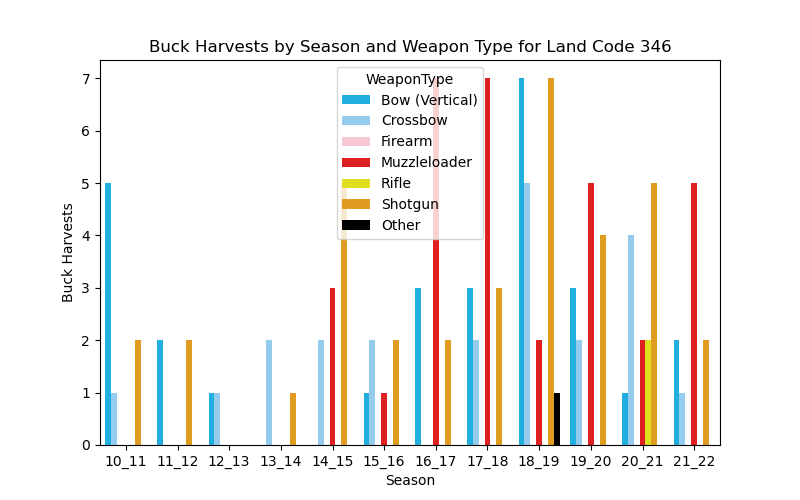 Buck Harvests by Season and Weapon Type for Land Code 346
WeaponType
Bow (Vertical)
Crossbow
Firearm
Muzzleloader
Rifle
Shotgun
Other
Buck Harvests
7
6
5
4
3
2
1
0
10_11 11_12 12_13 13_14 14_15 15_16 16_17 17_18 18_19 19_20 20_21 21_22
Season